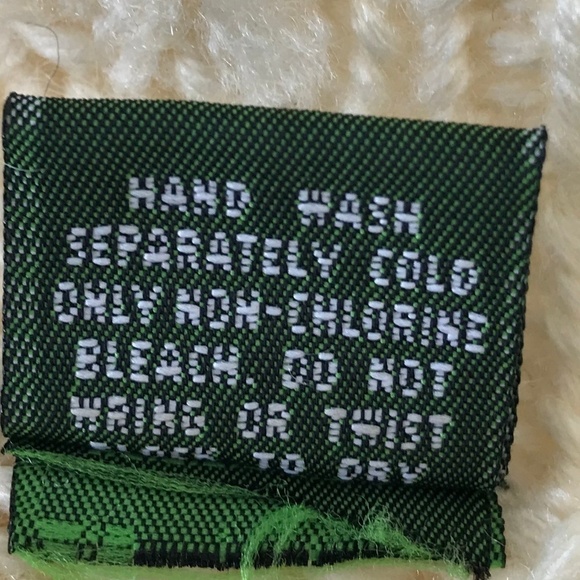 HAND WASH
SEPARATELY COLD
ONLY NON-CHLORINE
BLEACH. DO NOT
WRING OR TWIST
TO DRY